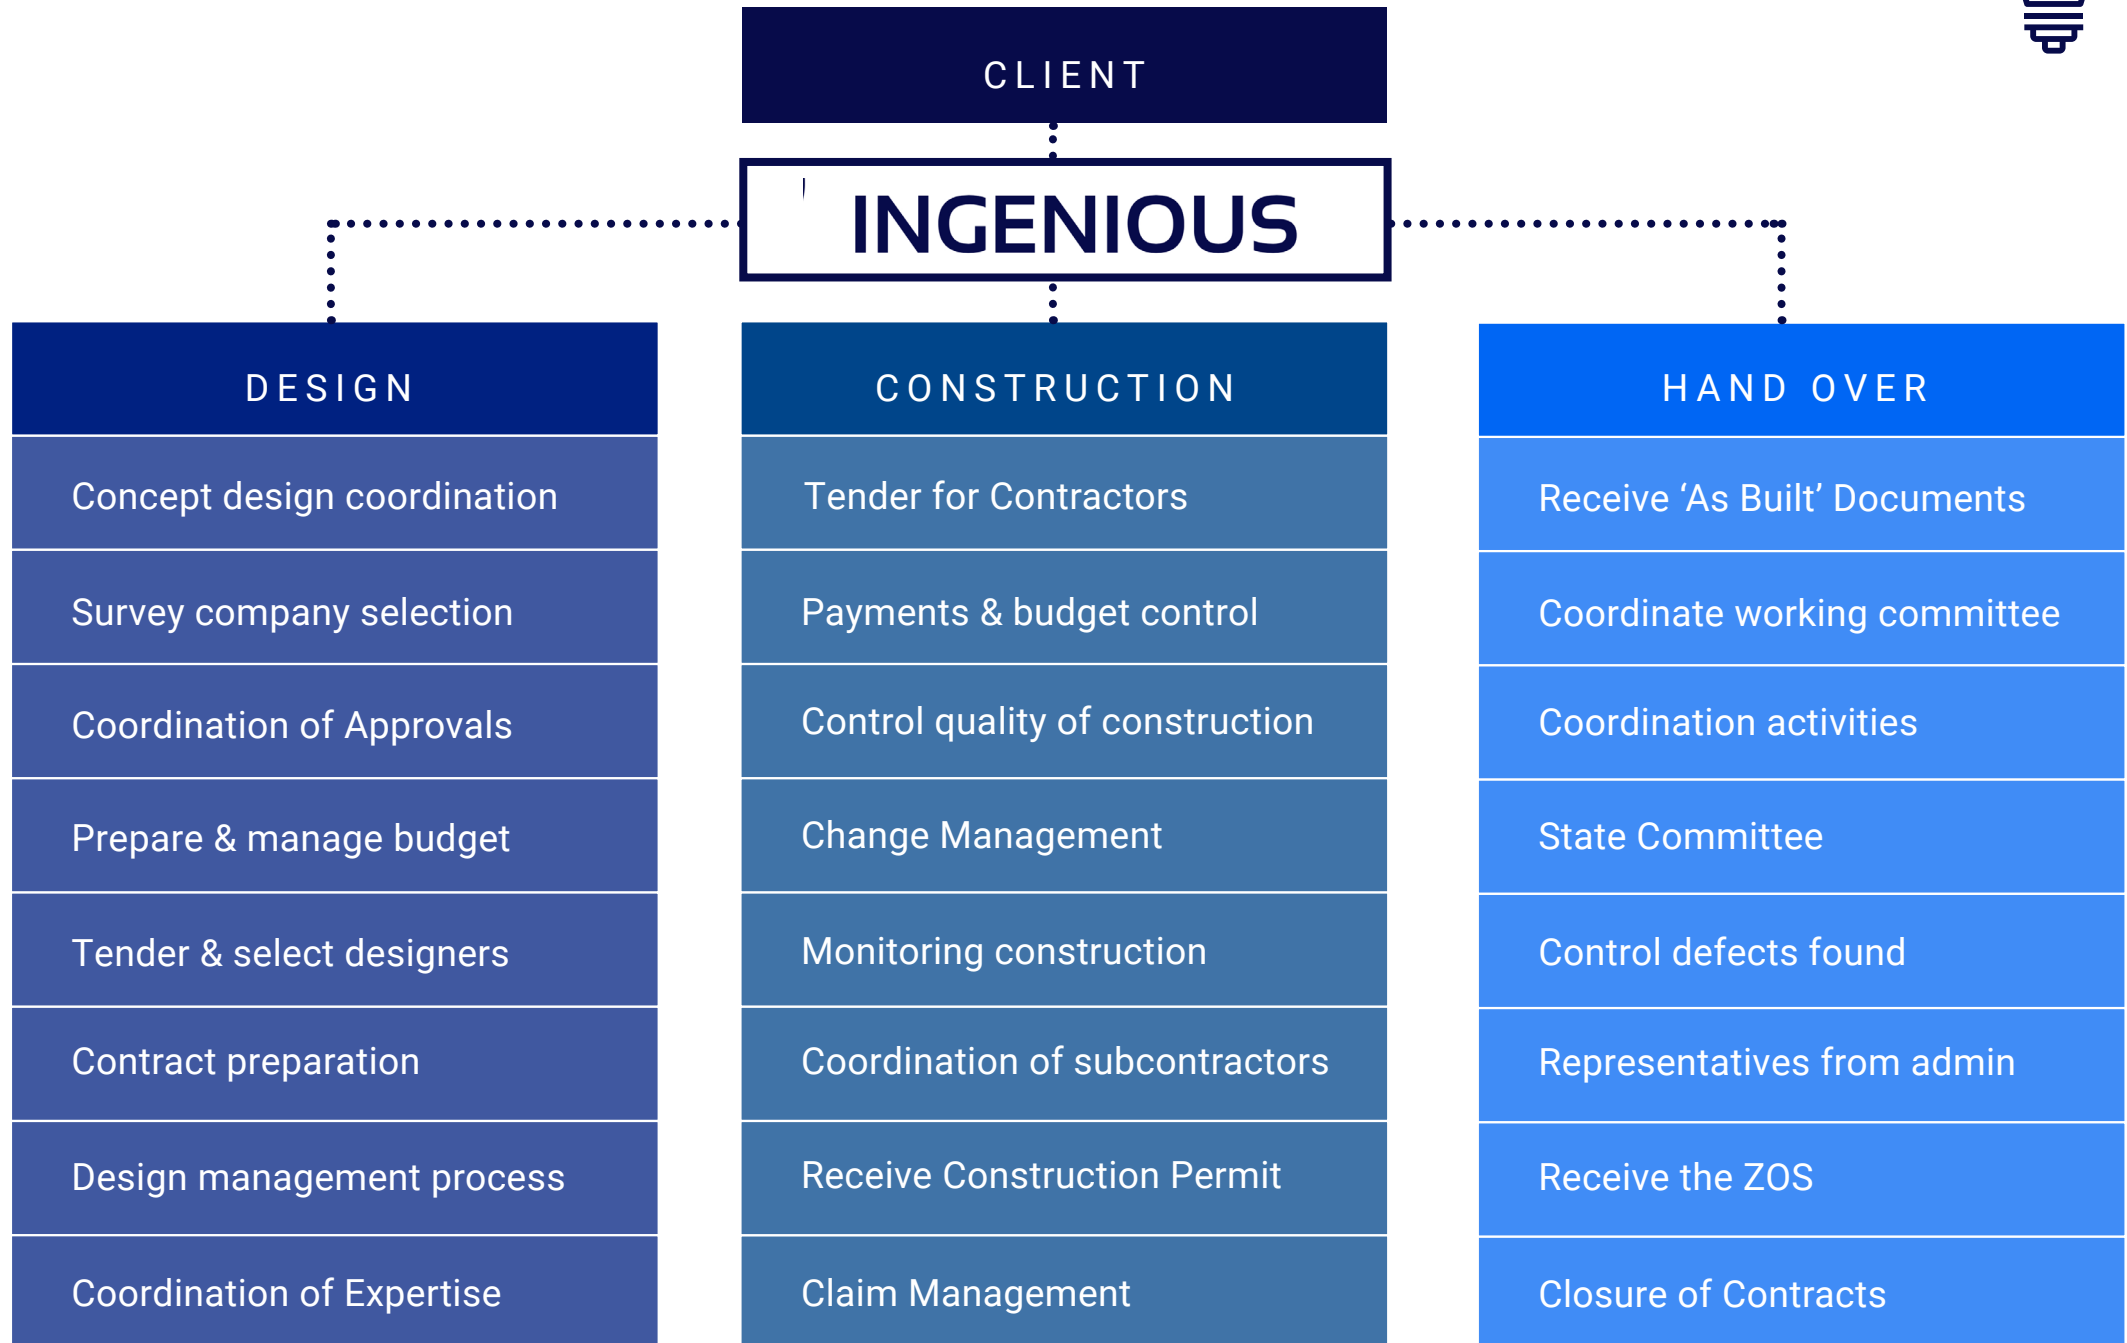 CLIENT
INGENIOUS
DESIGN
Concept design coordination
Survey company selection
Coordination of Approvals
Prepare & manage budget
Tender & select designers
Contract preparation
Design management process
Coordination of Expertise
CONSTRUCTION
Tender for Contractors
Payments & budget control
Control quality of construction
Change Management
Monitoring construction
Coordination of subcontractors
Receive Construction Permit
Claim Management
HAND OVER
Receive ‘As Built’ Documents
Coordinate working committee
Coordination activities
State Committee
Control defects found
Representatives from admin
Receive the ZOS
Closure of Contracts